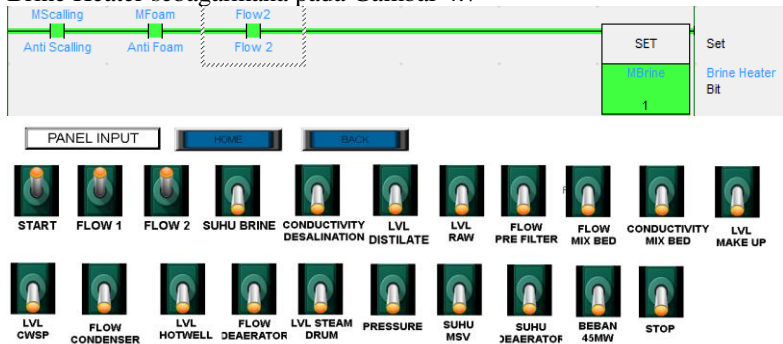 Brine Heater sebagaimana pada Gambar 4.7
MScalling MFoam Flow2
Anti Scalling Anti Foam Flow 2
SET Set
MBrine Brine Heater
Bit
1
PANEL INPUT HOME BACK
START FLOW 1 FLOW 2 SUHU BRINE CONDUCTIVITY DESALINATION LVL DISTILATE LVL RAW FLOW PRE FILTER FLOW MIX BED CONDUCTIVITY MIX BED LVL MAKE UP
LVL CWSP FLOW CONDENSER LVL HOTWELL FLOW DEAERATOR LVL STEAM DRUM PRESSURE SUHU MSV SUHU DEAERATOR BEBAN 45MW STOP